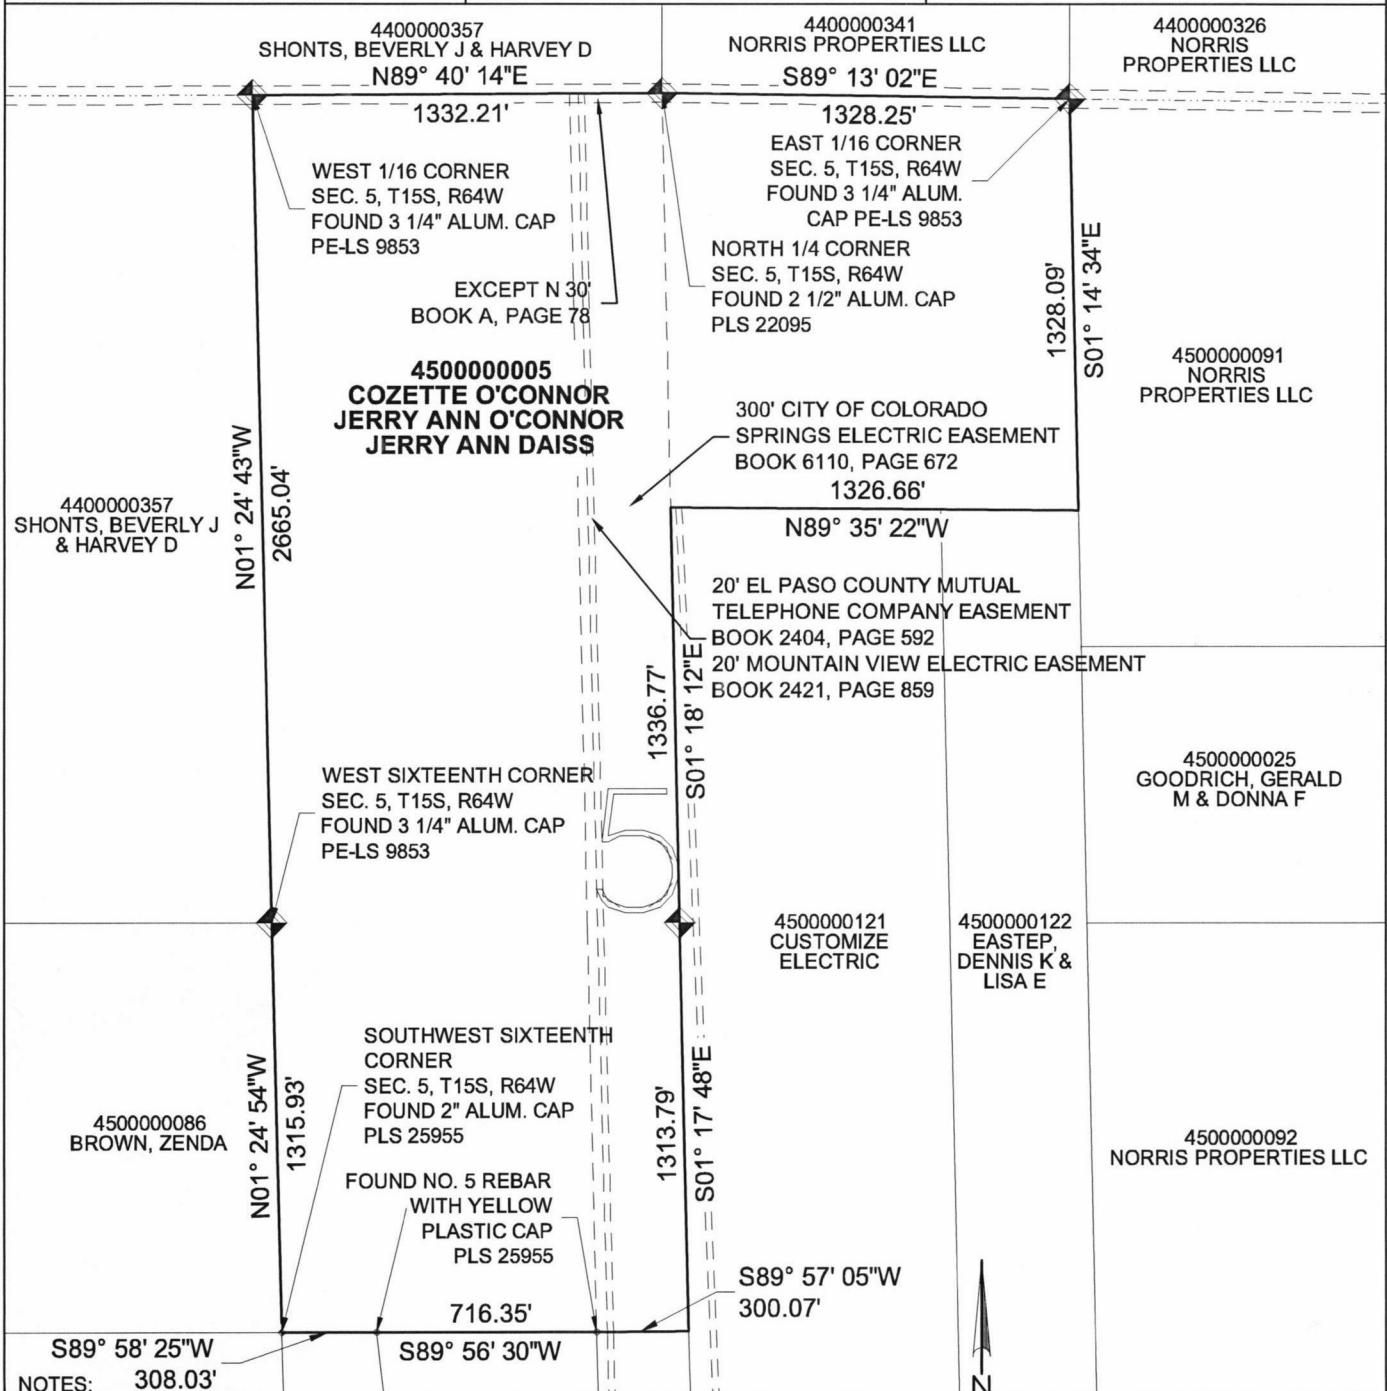 4400000357
SHONTS, BEVERLY J & HARVEY D
N89° 40' 14"E
1332.21'
4400000341
NORRIS PROPERTIES LLC
S89° 13' 02"E
1328.25'
4400000326
NORRIS
PROPERTIES LLC
WEST 1/16 CORNER
SEC. 5, T15S, R64W
FOUND 3 1/4" ALUM. CAP
PE-LS 9853
EAST 1/16 CORNER
SEC. 5, T15S, R64W
FOUND 3 1/4" ALUM.
CAP PE-LS 9853
NORTH 1/4 CORNER
SEC. 5, T15S, R64W
FOUND 2 1/2" ALUM. CAP
PLS 22095
EXCEPT N 30'
BOOK A, PAGE 78
1328.09'
S01° 14' 34"E
4500000005
COZETTE O'CONNOR
JERRY ANN O'CONNOR
JERRY ANN DAISS
4500000091
NORRIS
PROPERTIES LLC
300' CITY OF COLORADO
SPRINGS ELECTRIC EASEMENT
BOOK 6110, PAGE 672
1326.66'
N89° 35' 22"W
N01° 24' 43"W
2665.04'
4400000357
SHONTS, BEVERLY J
& HARVEY D
20' EL PASO COUNTY MUTUAL
TELEPHONE COMPANY EASEMENT
BOOK 2404, PAGE 592
20' MOUNTAIN VIEW ELECTRIC EASEMENT
BOOK 2421, PAGE 859
1336.77'
S01° 18' 12"E
WEST SIXTEENTH CORNER
SEC. 5, T15S, R64W
FOUND 3 1/4" ALUM. CAP
PE-LS 9853
5
4500000025
GOODRICH, GERALD
M & DONNA F
4500000121
CUSTOMIZE
ELECTRIC
4500000122
EASTEP,
DENNIS K &
LISA E
SOUTHWEST SIXTEENTH
CORNER
SEC. 5, T15S, R64W
FOUND 2" ALUM. CAP
PLS 25955
N01° 24' 54"W
1315.93'
1313.79'
S01° 17' 48"E
4500000086
BROWN, ZENDA
4500000092
NORRIS PROPERTIES LLC
FOUND NO. 5 REBAR
WITH YELLOW
PLASTIC CAP
PLS 25955
S89° 57' 05"W
300.07'
716.35'
S89° 56' 30"W
S89° 58' 25"W
308.03'
NOTES:
N